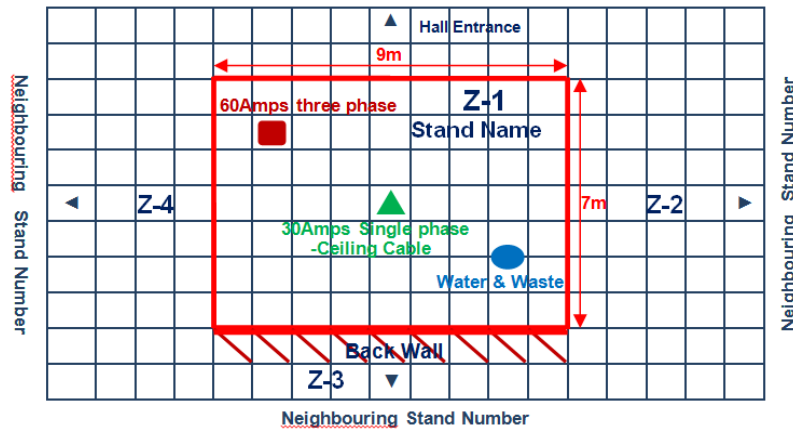 Hall Entrance
9m
60Amps three phase
Z-1
Stand Name
Neighbouring Stand Number
Z-4
7m
Z-2
Neighbouring Stand Number
30Amps Single phase
-Ceiling Cable
Water & Waste
Back Wall
Z-3
Neighbouring Stand Number